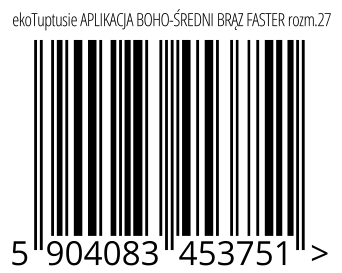 ekoTuptusie APLIKACJA BOHO-ŚREDNI BRĄZ FASTER rozm.27
5 904083 453751 >